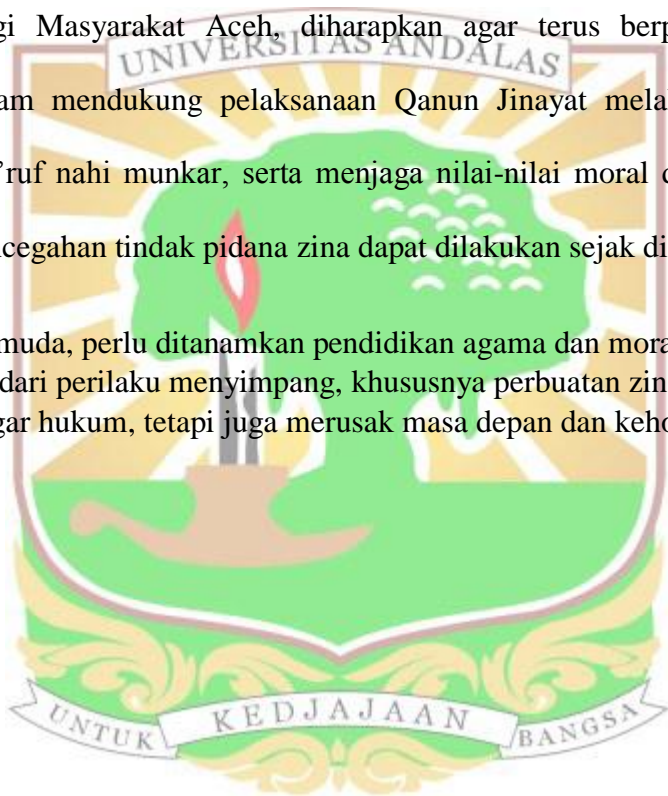 gi Masyarakat Aceh, diharapkan agar terus berp
UNIVERSITAS ANDALAS
am mendukung pelaksanaan Qanun Jinayat mela
'ruf nahi munkar, serta menjaga nilai-nilai moral d
cegahan tindak pidana zina dapat dilakukan sejak di
muda, perlu ditanamkan pendidikan agama dan mora
dari perilaku menyimpang, khususnya perbuatan zin
gar hukum, tetapi juga merusak masa depan dan keho
UNTUK KEDJAJAAN BANGSA